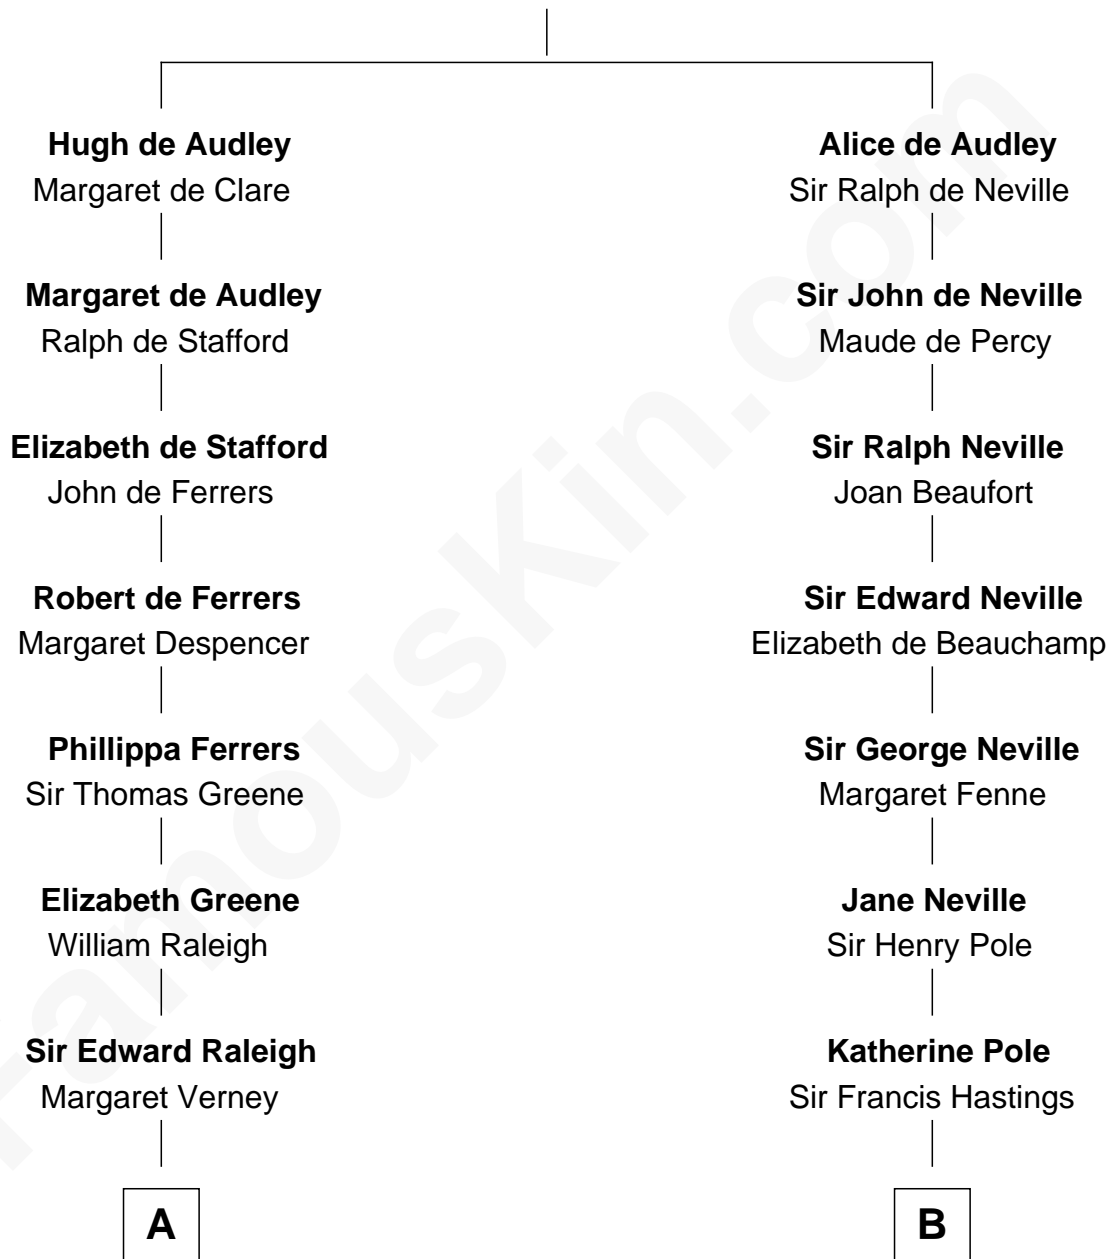 Hugh de Audley
Margaret de Clare
Margaret de Audley
Ralph de Stafford
Elizabeth de Stafford
John de Ferrers
Robert de Ferrers
Margaret Despencer
Phillippa Ferrers
Sir Thomas Greene
Elizabeth Greene
William Raleigh
Sir Edward Raleigh
Margaret Verney
A
Alice de Audley
Sir Ralph de Neville
Sir John de Neville
Maude de Percy
Sir Ralph Neville
Joan Beaufort
Sir Edward Neville
Elizabeth de Beauchamp
Sir George Neville
Margaret Fenne
Jane Neville
Sir Henry Pole
Katherine Pole
Sir Francis Hastings
B
FamousKin.com